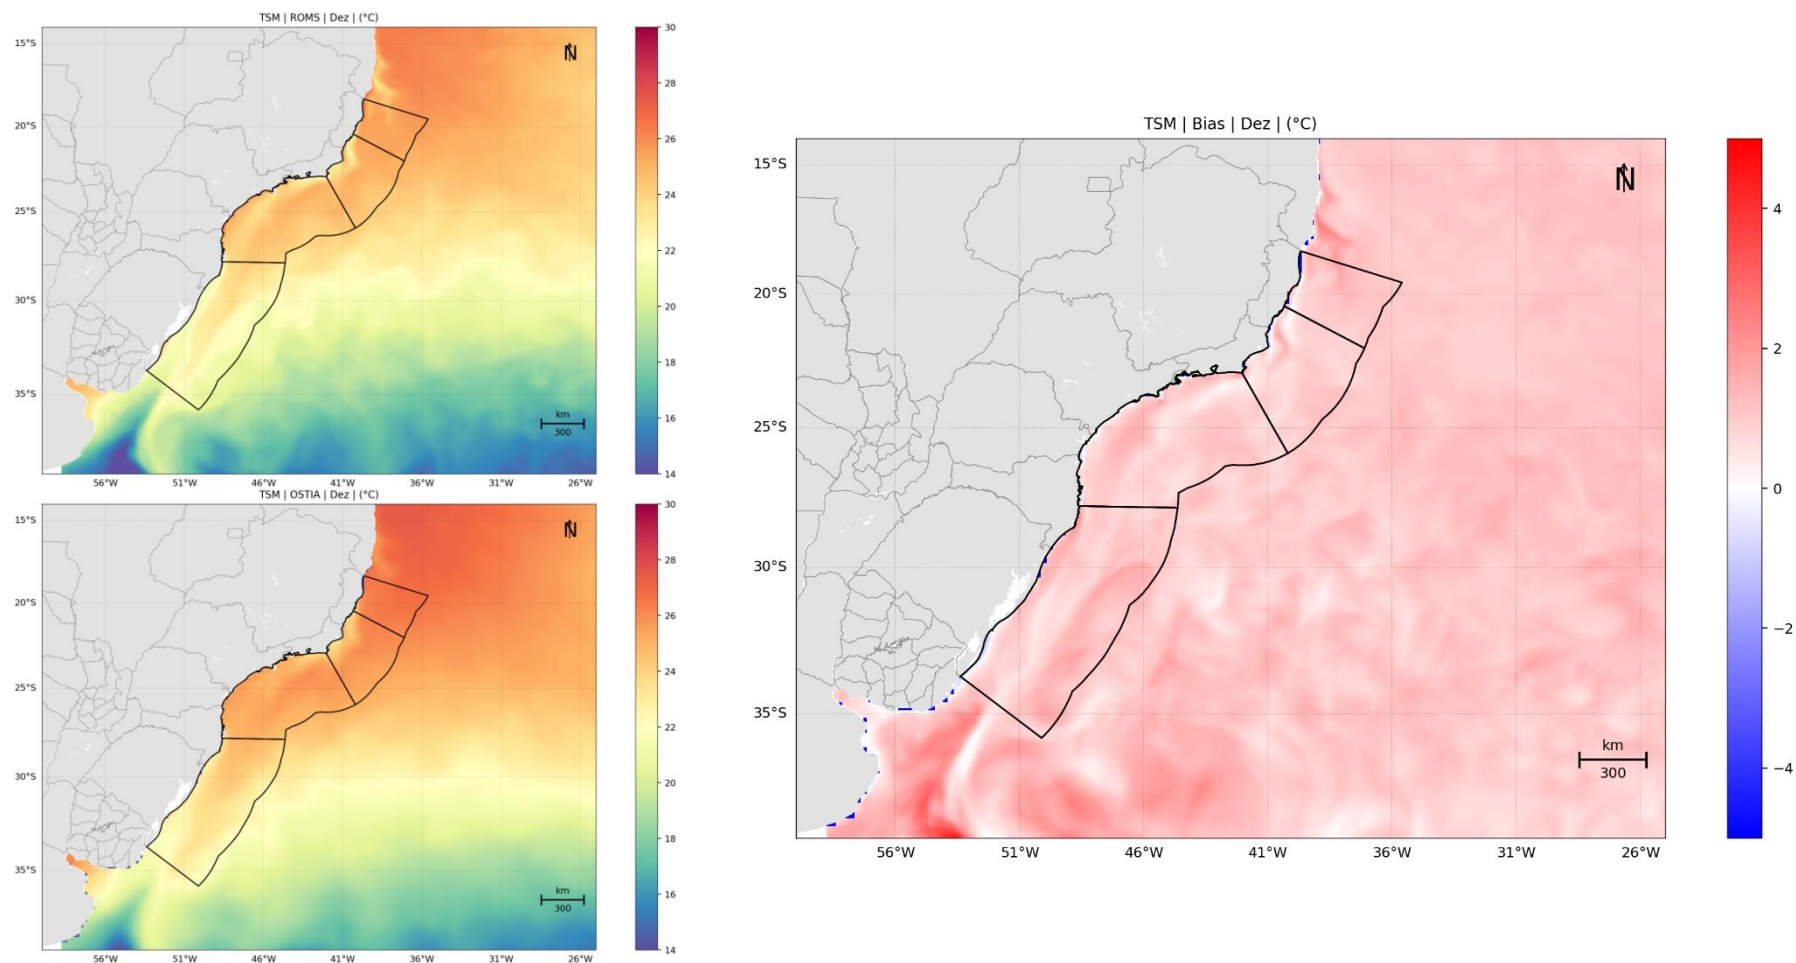 TSM | ROMS | Dez | (°C)
15°S
20°S
25°S
30°S
35°S
N
km
300
56°W 51°W 46°W 41°W 36°W 31°W 26°W
30
28
26
24
22
20
18
16
14
TSM | OSTIA | Dez | (°C)
15°S
20°S
25°S
30°S
35°S
N
km
300
56°W 51°W 46°W 41°W 36°W 31°W 26°W
30
28
26
24
22
20
18
16
14
TSM | Bias | Dez | (°C)
15°S
20°S
25°S
30°S
35°S
N
km
300
56°W 51°W 46°W 41°W 36°W 31°W 26°W
4
2
0
−2
−4